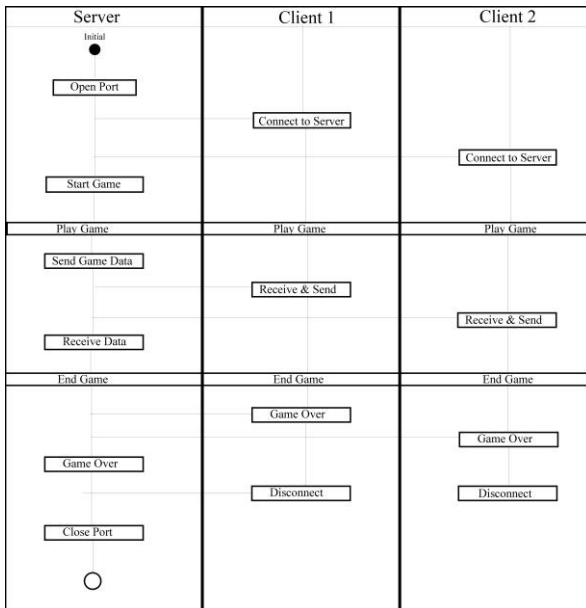 Server
Client 1
Client 2
Initial
Open Port
Connect to Server
Connect to Server
Start Game
Play Game
Play Game
Play Game
Send Game Data
Receive & Send
Receive & Send
Receive Data
End Game
End Game
End Game
Game Over
Game Over
Game Over
Disconnect
Disconnect
Close Port